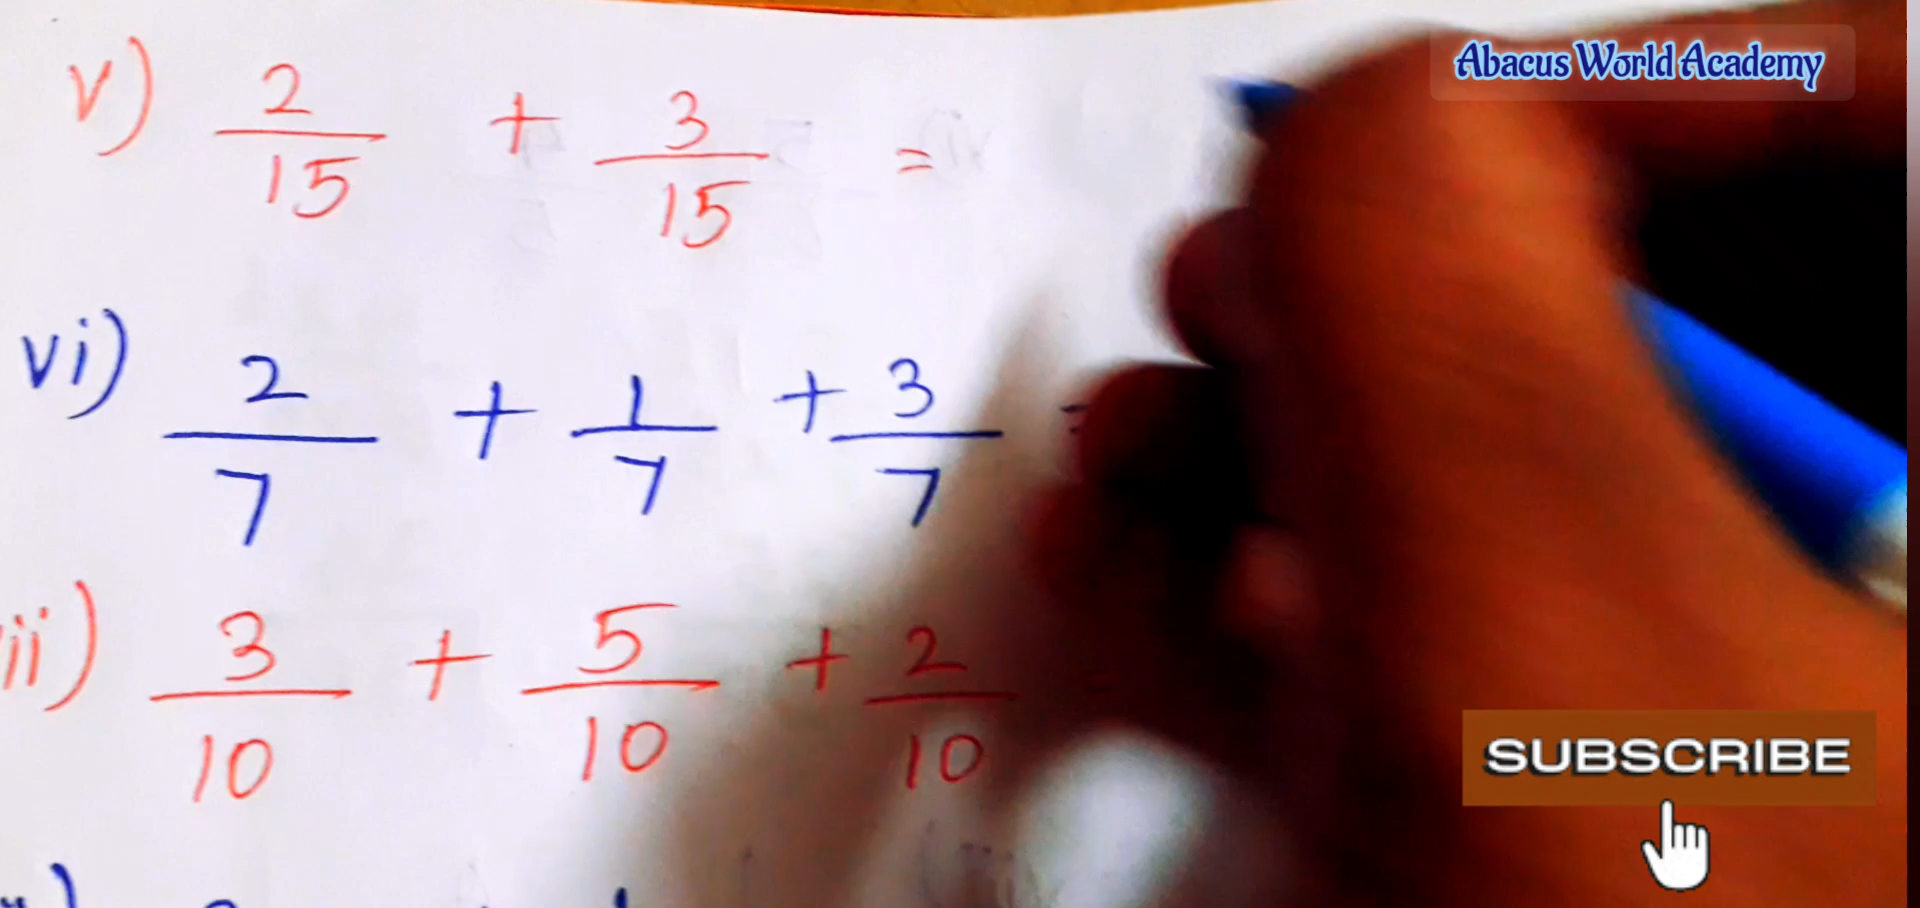 Abacus World Academy
v) 2/15 + 3/15 =
vi) 2/7 + 1/7 + 3/7 =
ii) 3/10 + 5/10 + 2/10 =
SUBSCRIBE